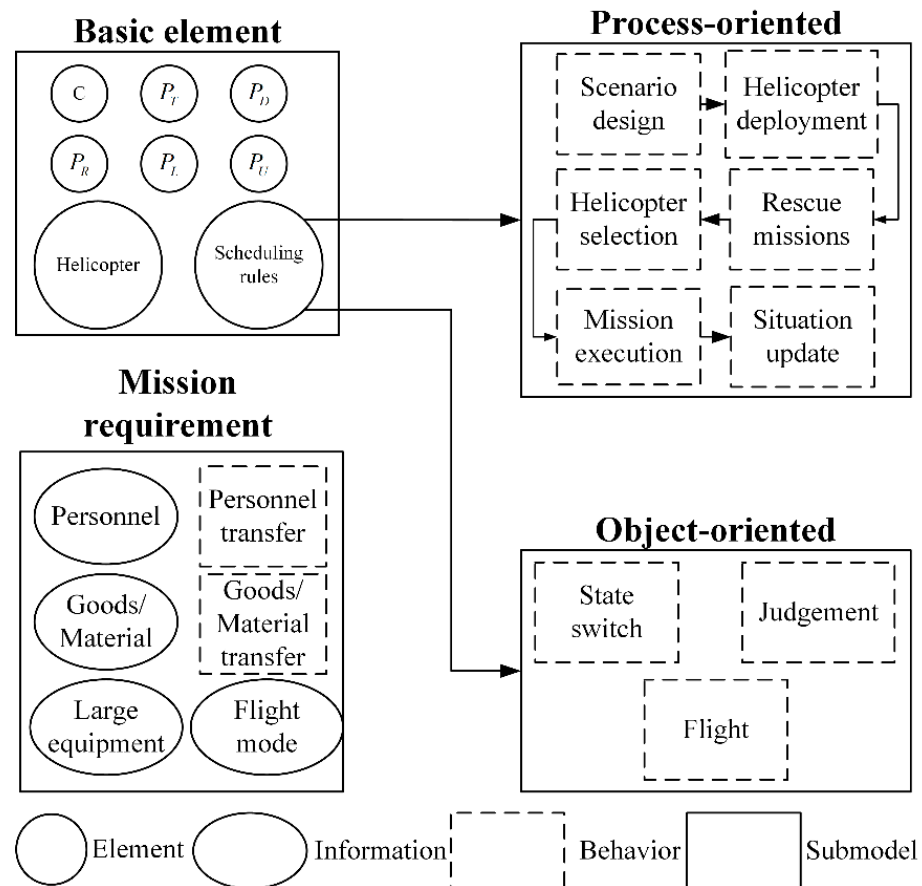 Basic element
C
P_T
P_D
P_R
P_L
P_U
Helicopter
Scheduling
rules
Process-oriented
Scenario
design
Helicopter
deployment
Helicopter
selection
Rescue
missions
Mission
execution
Situation
update
Mission
requirement
Personnel
Personnel
transfer
Goods/
Material
Goods/
Material
transfer
Large
equipment
Flight
mode
Object-oriented
State
switch
Judgement
Flight
Element
Information
Behavior
Submodel